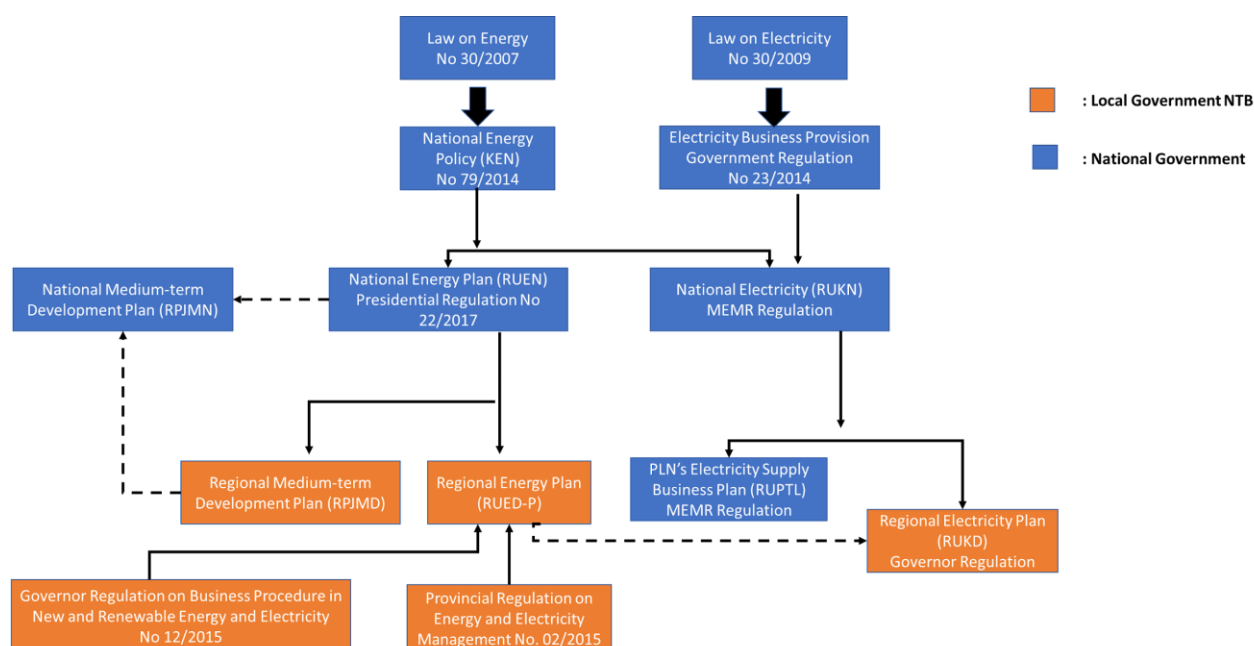 Law on Energy
No 30/2007
Law on Electricity
No 30/2009
: Local Government NTB
: National Government
National Energy
Policy (KEN)
No 79/2014
Electricity Business Provision
Government Regulation
No 23/2014
National Medium-term
Development Plan (RPJMN)
National Energy Plan (RUEN)
Presidential Regulation No
22/2017
National Electricity (RUKN)
MEMR Regulation
Regional Medium-term
Development Plan (RPJMD)
Regional Energy Plan
(RUED-P)
PLN’s Electricity Supply
Business Plan (RUPTL)
MEMR Regulation
Regional Electricity Plan
(RUKD)
Governor Regulation
Governor Regulation on Business Procedure in
New and Renewable Energy and Electricity
No 12/2015
Provincial Regulation on
Energy and Electricity
Management No. 02/2015